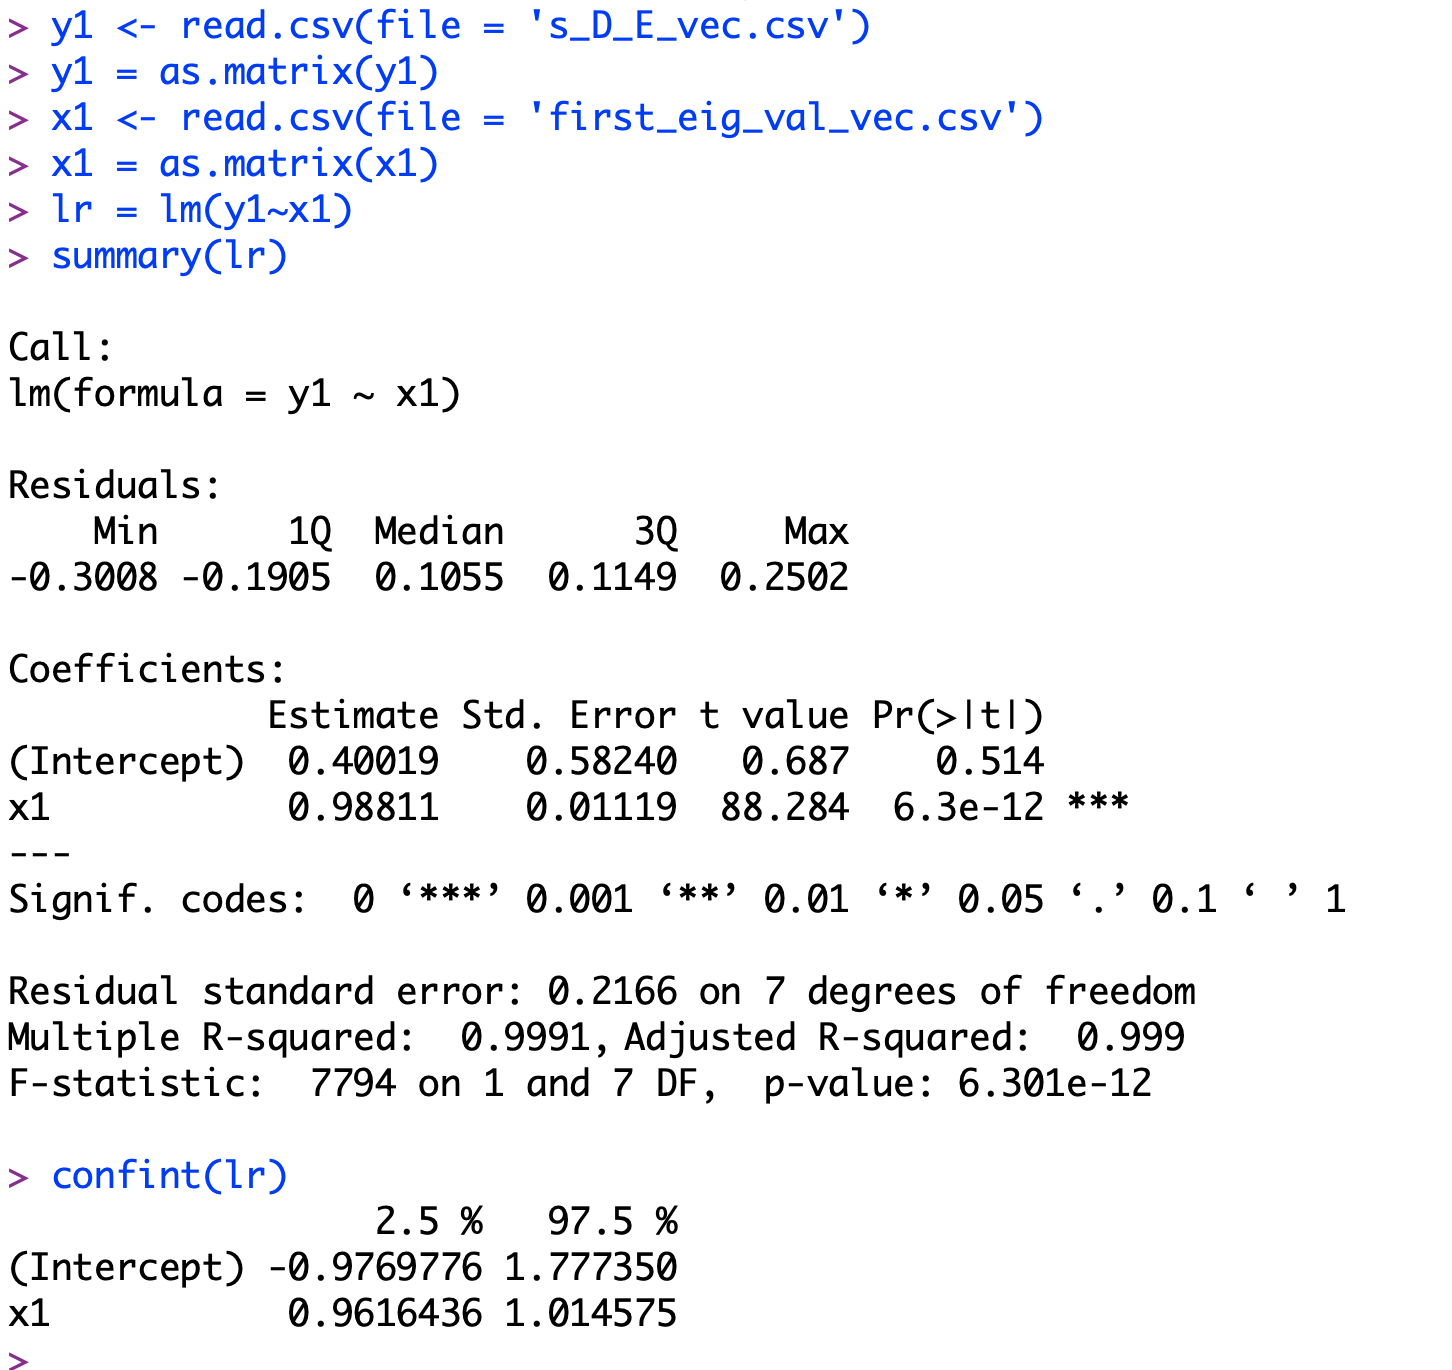 > y1 <- read.csv(file = 's_D_E_vec.csv')
> y1 = as.matrix(y1)
> x1 <- read.csv(file = 'first_eig_val_vec.csv')
> x1 = as.matrix(x1)
> lr = lm(y1~x1)
> summary(lr)

Call:
lm(formula = y1 ~ x1)

Residuals:
    Min      1Q  Median      3Q     Max
-0.3008 -0.1905  0.1055  0.1149  0.2502

Coefficients:
            Estimate Std. Error t value Pr(>|t|)
(Intercept)  0.40019    0.58240   0.687    0.514
x1           0.98811    0.01119  88.284  6.3e-12 ***
---
Signif. codes:  0 ‘***’ 0.001 ‘**’ 0.01 ‘*’ 0.05 ‘.’ 0.1 ‘ ’ 1

Residual standard error: 0.2166 on 7 degrees of freedom
Multiple R-squared:  0.9991, Adjusted R-squared:  0.999
F-statistic:  7794 on 1 and 7 DF,  p-value: 6.301e-12

> confint(lr)
                 2.5 %   97.5 %
(Intercept) -0.9769776 1.777350
x1           0.9616436 1.014575
>